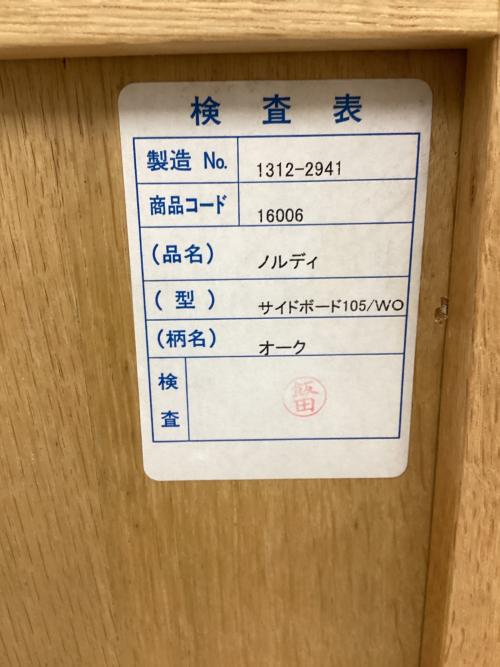 検査表
製造 No. 1312-2941
商品コード 16006
(品名) ノルディ
(型) サイドボード105/WO
(柄名) オーク
検査 飯田